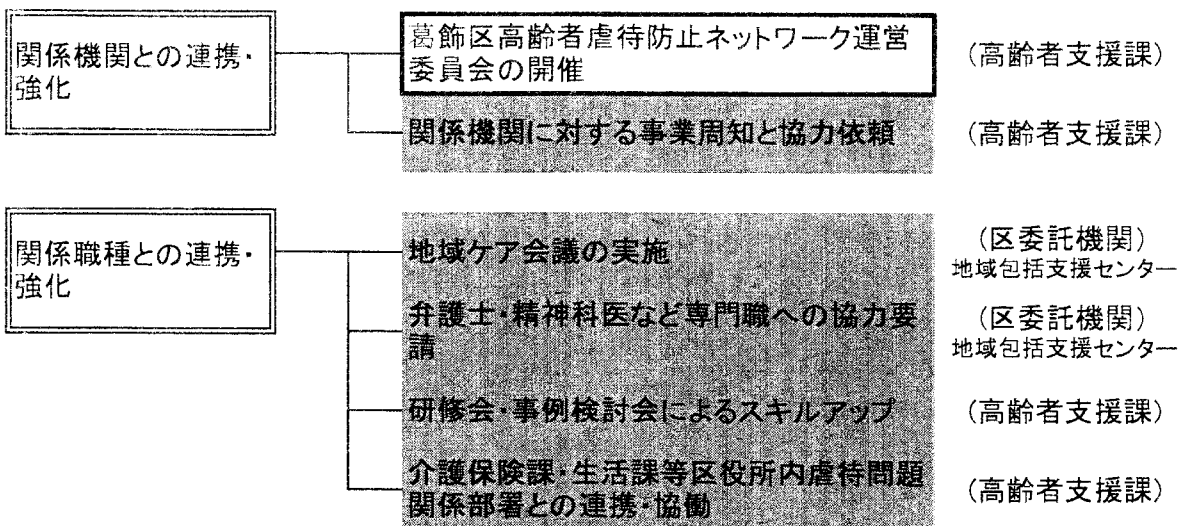 関係機関との連携・
強化
葛飾区高齢者虐待防止ネットワーク運営
委員会の開催
(高齢者支援課)
関係機関に対する事業周知と協力依頼
(高齢者支援課)
関係職種との連携・
強化
地域ケア会議の実施
(区委託機関)
地域包括支援センター
弁護士・精神科医など専門職への協力要
請
(区委託機関)
地域包括支援センター
研修会・事例検討会によるスキルアップ
(高齢者支援課)
介護保険課・生活課等区役所内虐待問題
関係部署との連携・協働
(高齢者支援課)